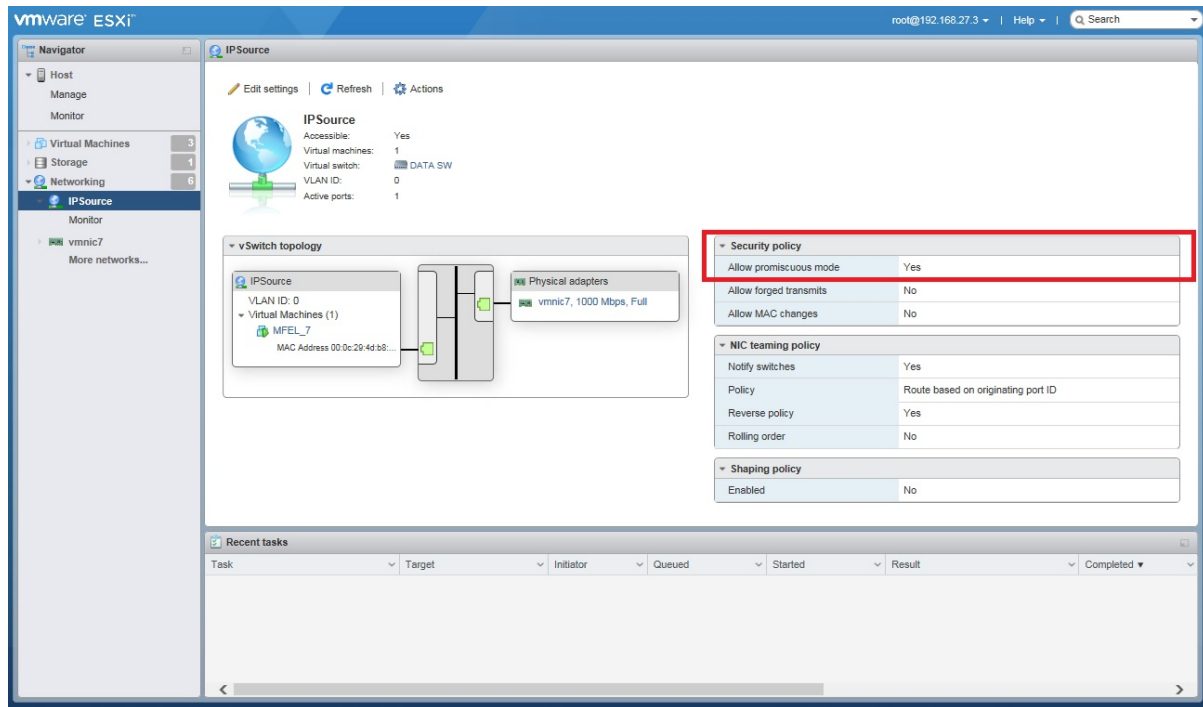 vmware ESXi™
root@192.168.27.3 | Help | Search
Navigator
Host
Manage
Monitor
Virtual Machines 3
Storage 1
Networking 6
IPSource
Monitor
vmnic7
More networks...
IPSource
Edit settings | Refresh | Actions
IPSource
Accessible: Yes
Virtual machines: 1
Virtual switch: DATA SW
VLAN ID: 0
Active ports: 1
vSwitch topology
IPSource
VLAN ID: 0
Virtual Machines (1)
MFEL_7
MAC Address 00:0c:29:4d:b8:...
Physical adapters
vmnic7, 1000 Mbps, Full
Security policy
Allow promiscuous mode Yes
Allow forged transmits No
Allow MAC changes No
NIC teaming policy
Notify switches Yes
Policy Route based on originating port ID
Reverse policy Yes
Rolling order No
Shaping policy
Enabled No
Recent tasks
Task Target Initiator Queued Started Result Completed ▼